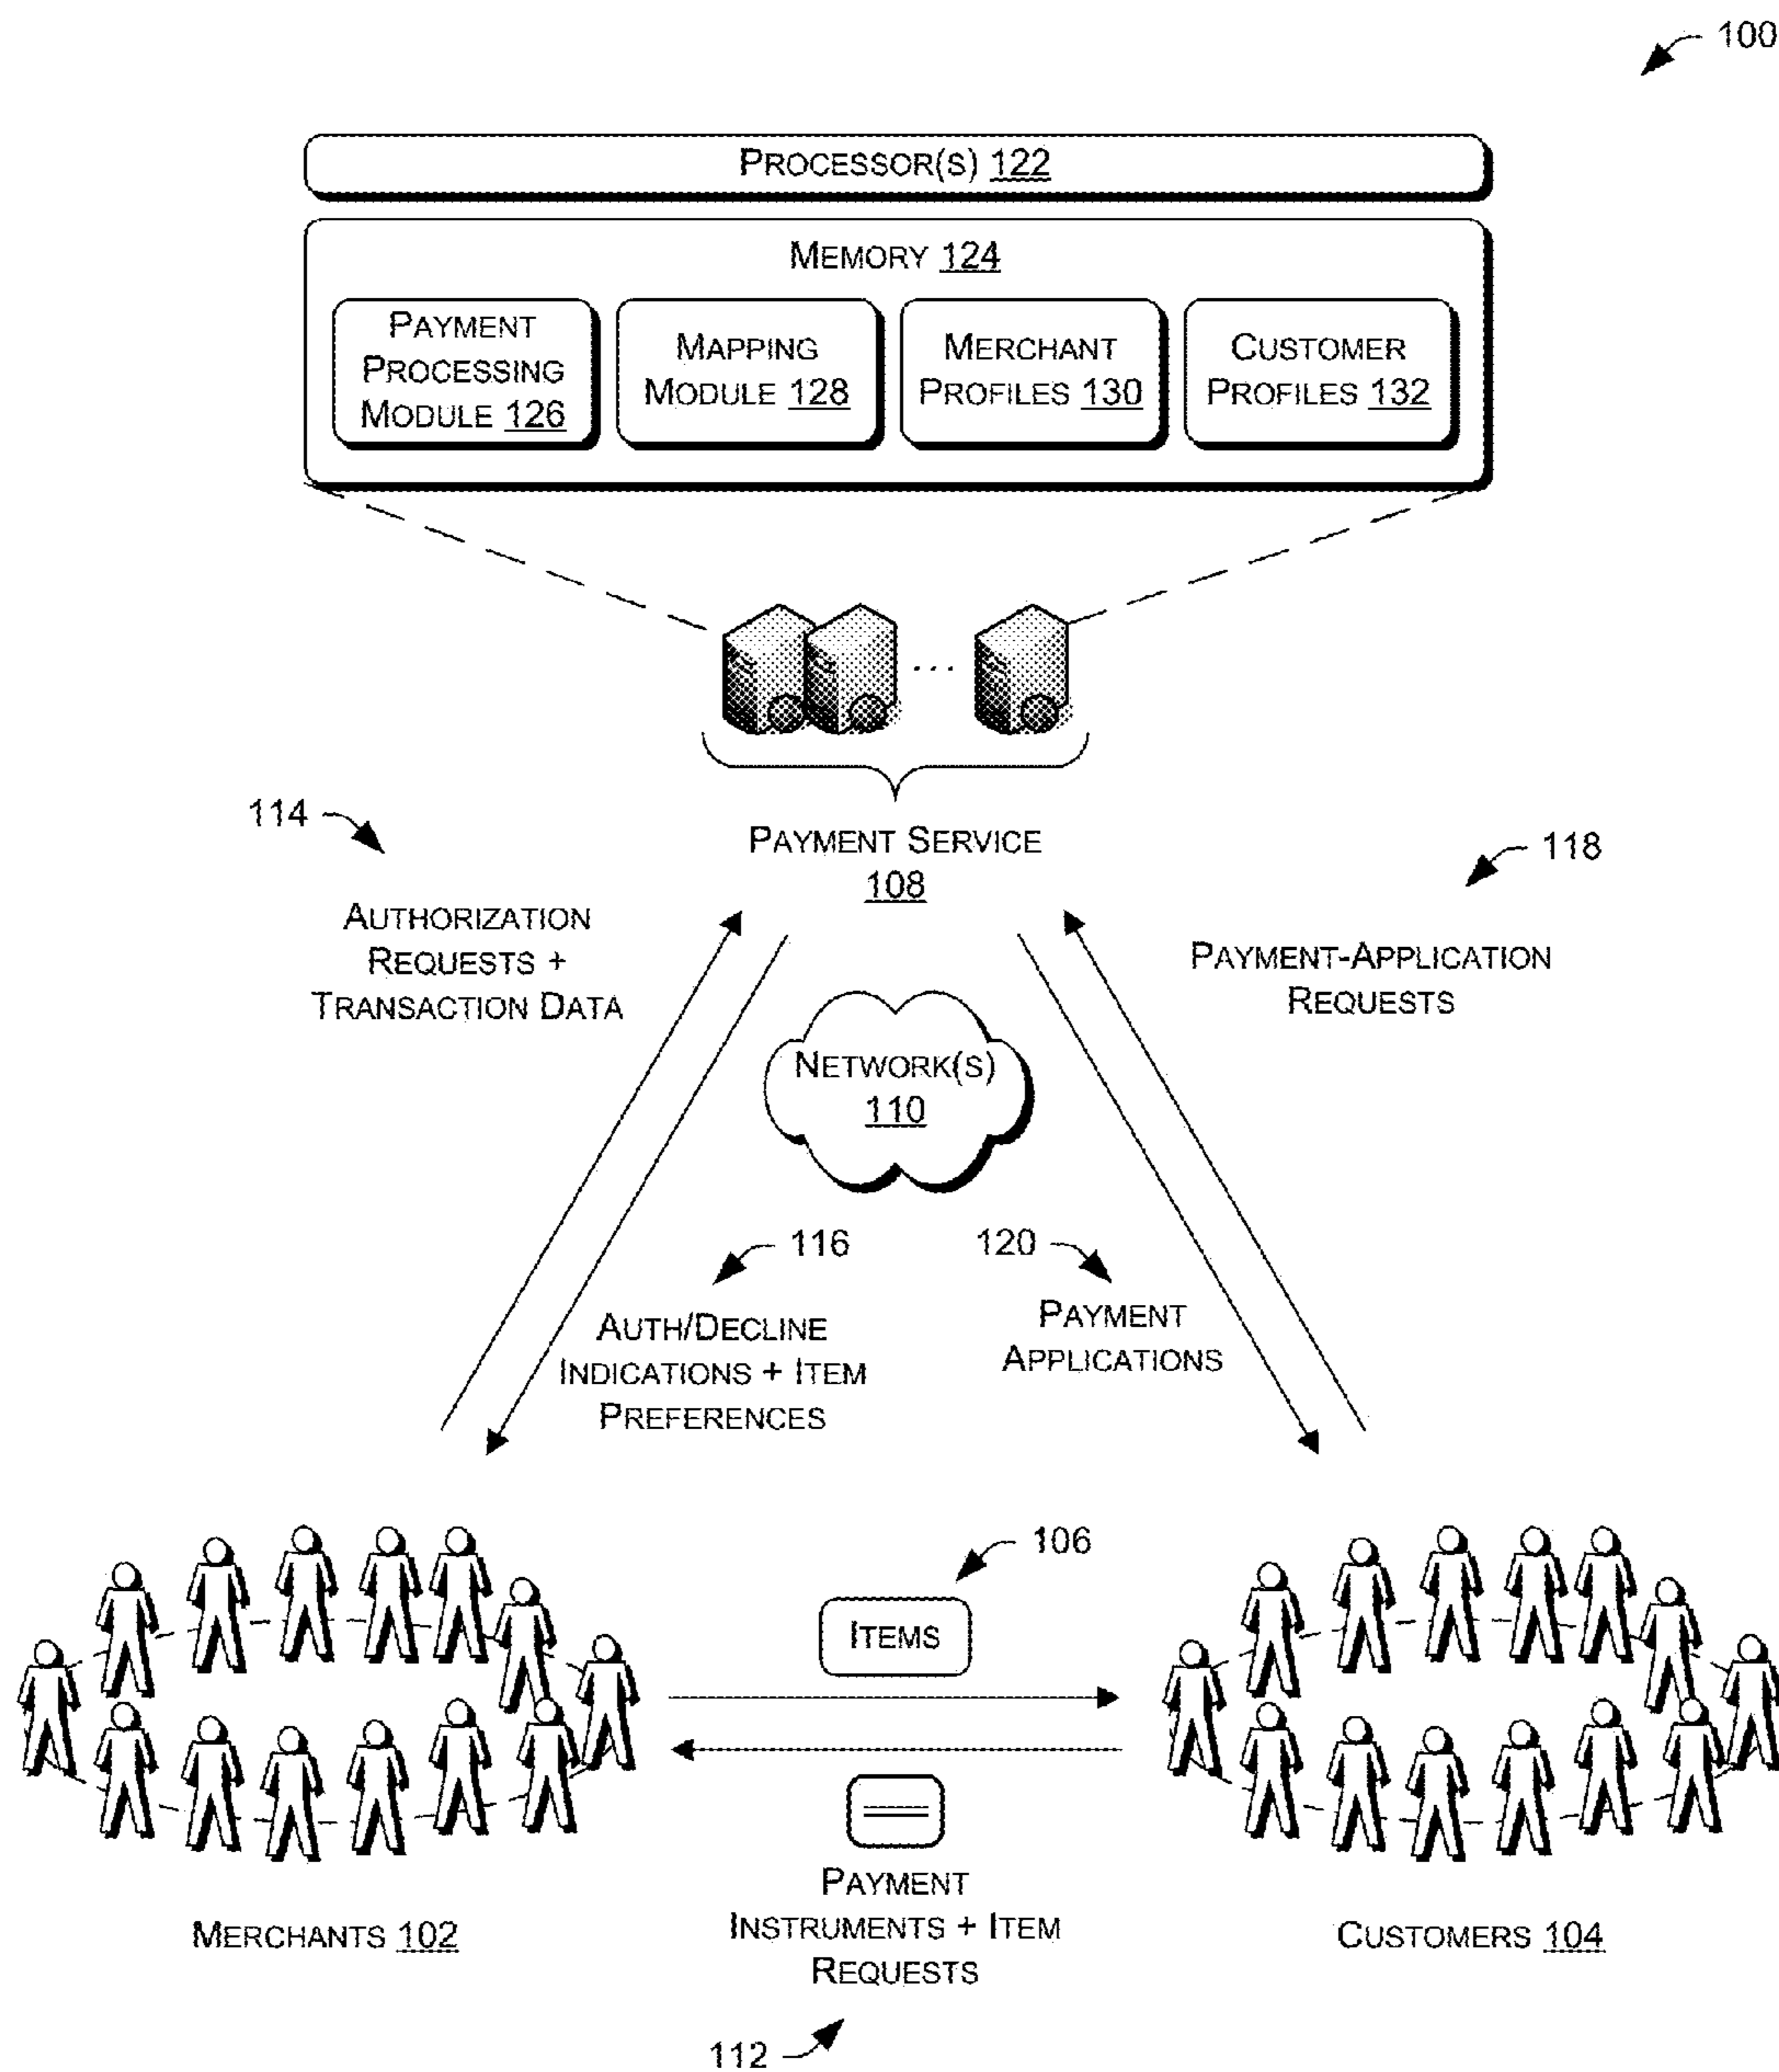 100
PROCESSOR(S) 122
MEMORY 124
PAYMENT
PROCESSING
MODULE 126
MAPPING
MODULE 128
MERCHANT
PROFILES 130
CUSTOMER
PROFILES 132
...
114
PAYMENT SERVICE
108
118
AUTHORIZATION
REQUESTS +
TRANSACTION DATA
PAYMENT-APPLICATION
REQUESTS
NETWORK(S)
110
116
120
AUTH/DECLINE
INDICATIONS + ITEM
PREFERENCES
PAYMENT
APPLICATIONS
106
ITEMS
PAYMENT
INSTRUMENTS + ITEM
REQUESTS
MERCHANTS 102
CUSTOMERS 104
112